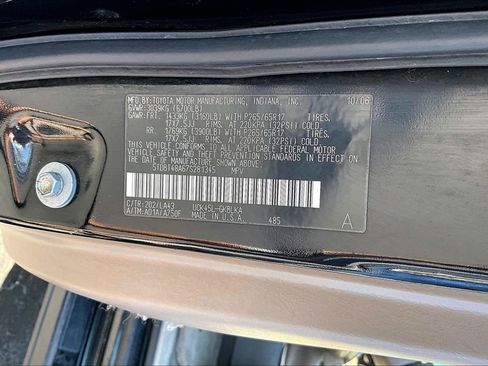 MFD. BY: TOYOTA MOTOR MANUFACTURING, INDIANA, INC. 10/06
GVWR: 3039KG (6700LB)
GAWR: FRT. 1433KG (3160LB) WITH P265/65R17 TIRES,
17X7.5JJ RIMS, AT 220KPA (32PSI) COLD.
RR. 1769KG (3900LB) WITH P265/65R17 TIRES,
17X7.5JJ RIMS, AT 220KPA (32PSI) COLD.
THIS VEHICLE CONFORMS TO ALL APPLICABLE FEDERAL MOTOR
VEHICLE SAFETY, AND THEFT PREVENTION STANDARDS IN EFFECT
ON THE DATE OF MANUFACTURE SHOWN ABOVE.
5TDBT48A67S281345 MPV
C/TR: 202/LA43 UCK45L-GKBLKA
A/TM: A01A/A750F MADE IN U.S.A. 485 A